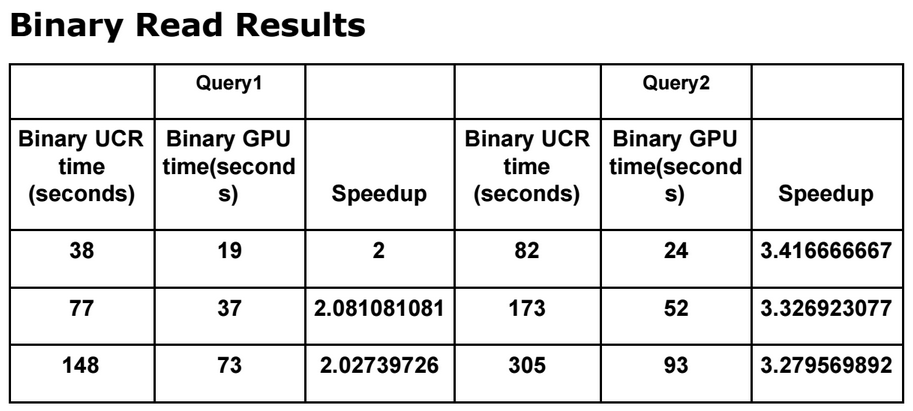 Binary Read Results
Query1 Query2
Binary UCR time (seconds) Binary GPU time(second s) Speedup Binary UCR time (seconds) Binary GPU time(second s) Speedup
38 19 2 82 24 3.416666667
77 37 2.081081081 173 52 3.326923077
148 73 2.02739726 305 93 3.279569892